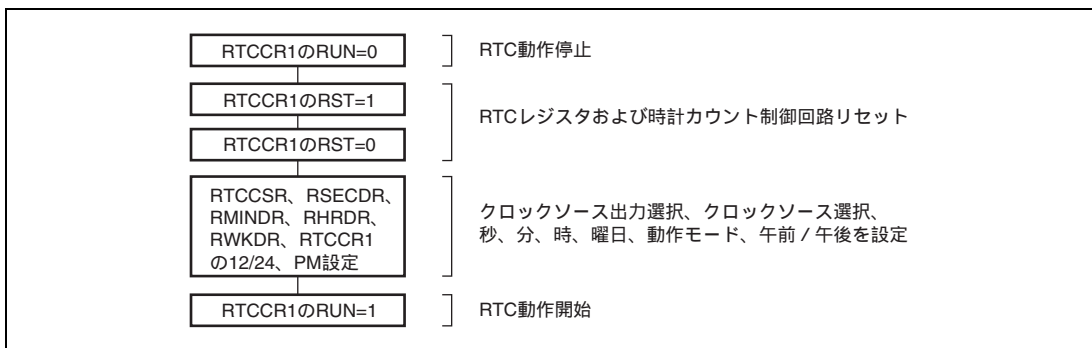 RTCCR1のRUN=0
RTC動作停止
RTCCR1のRST=1
RTCレジスタおよび時計カウント制御回路リセット
RTCCR1のRST=0
RTCCSR、RSECDR、
RMINDR、RHRDR、
RWKDR、RTCCR1
の12/24、PM設定
クロックソース出力選択、クロックソース選択、
秒、分、時、曜日、動作モード、午前／午後を設定
RTCCR1のRUN=1
RTC動作開始